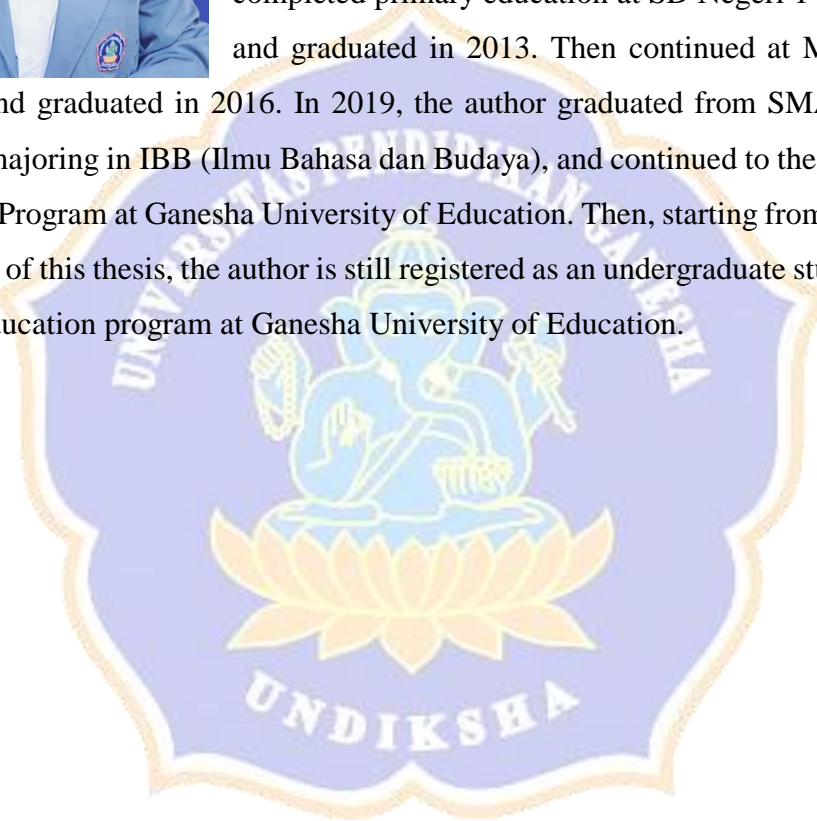 completed primary education at SD Negeri 1
and graduated in 2013. Then continued at M
nd graduated in 2016. In 2019, the author graduated from SMA
majoring in IBB (Ilmu Bahasa dan Budaya), and continued to the
Program at Ganesha University of Education. Then, starting from
of this thesis, the author is still registered as an undergraduate stu
ducation program at Ganesha University of Education.
UNIVERSITAS PENDIDIKAN GANESHA
UNDIKSHA